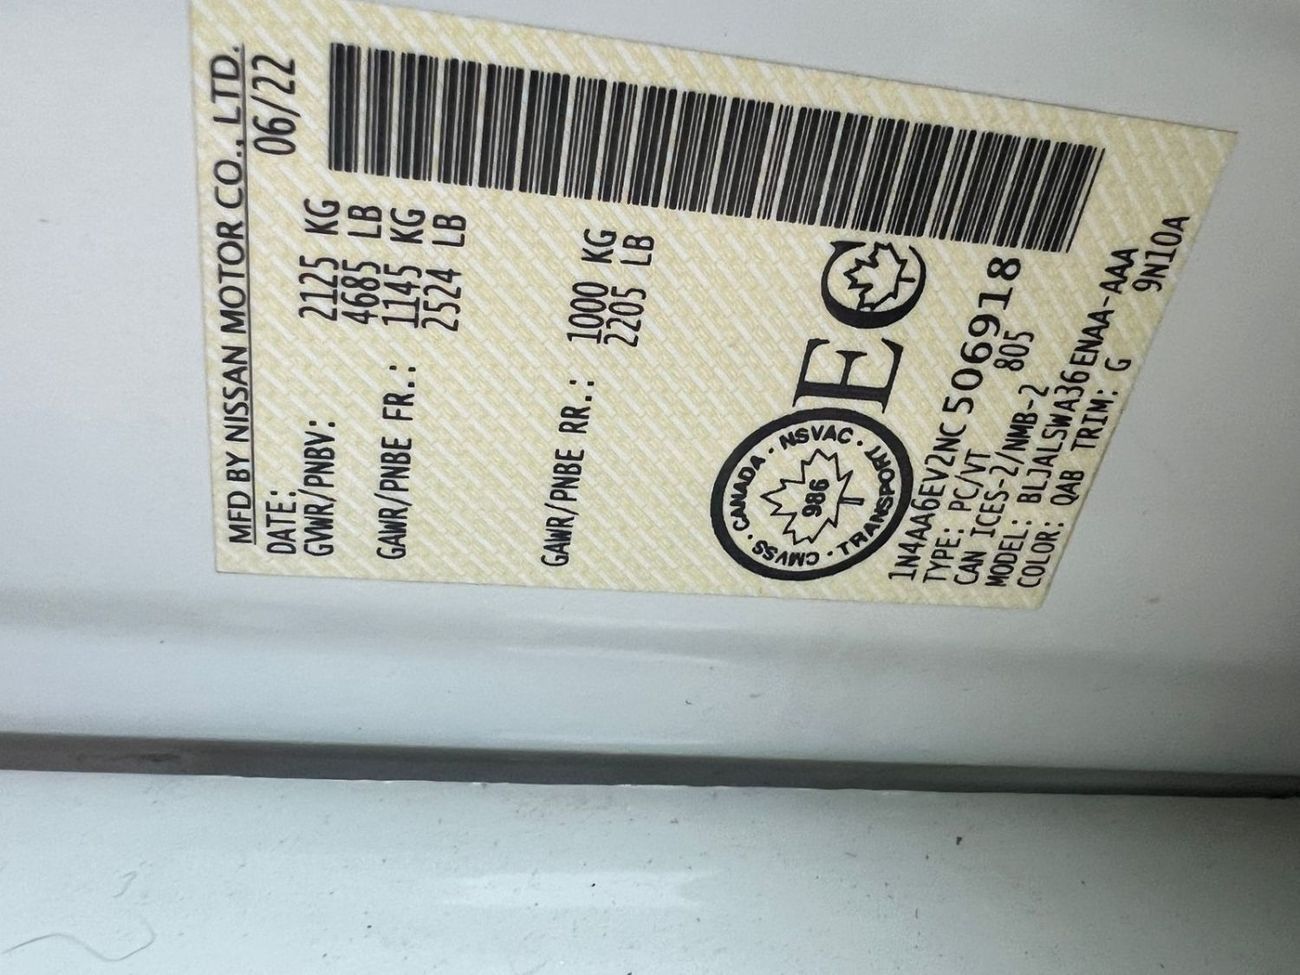 MFD BY NISSAN MOTOR CO., LTD.
DATE: 06/22
GVWR/PNBV: 2125 KG
4685 LB
GAWR/PNBE FR.: 1145 KG
2524 LB
GAWR/PNBE RR.: 1000 KG
2205 LB
CANADA · NSVAC · TRANSPORT · CMVSS ·
986
EC
1N4AA6EV2NC506918
TYPE: PC/VT 805
CAN ICES-2/NMB-2
MODEL: BLJALSWA36ENAA-AAA
COLOR: QAB TRIM: G 9N10A